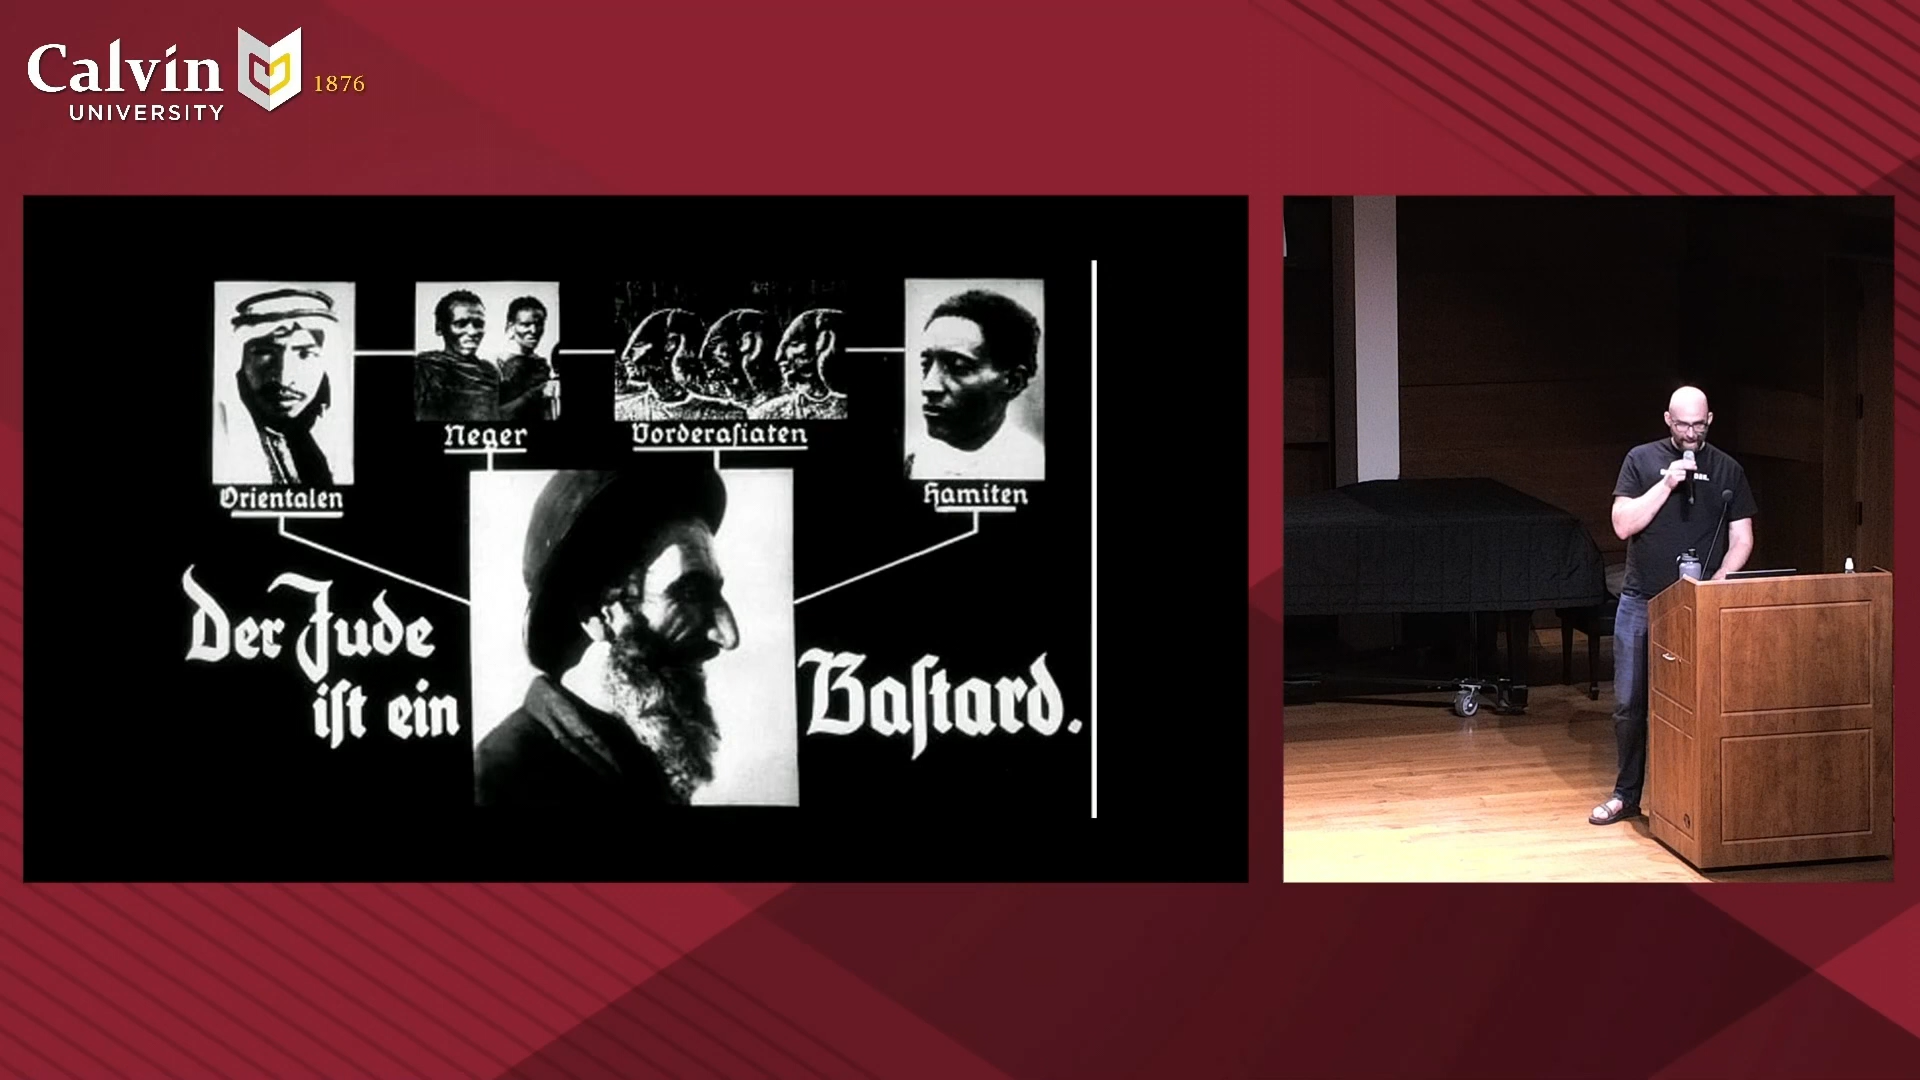 Calvin
UNIVERSITY
1876
Neger
Vorderaſiaten
Orientalen
Hamiten
Der Jude
iſt ein
Baſtard.